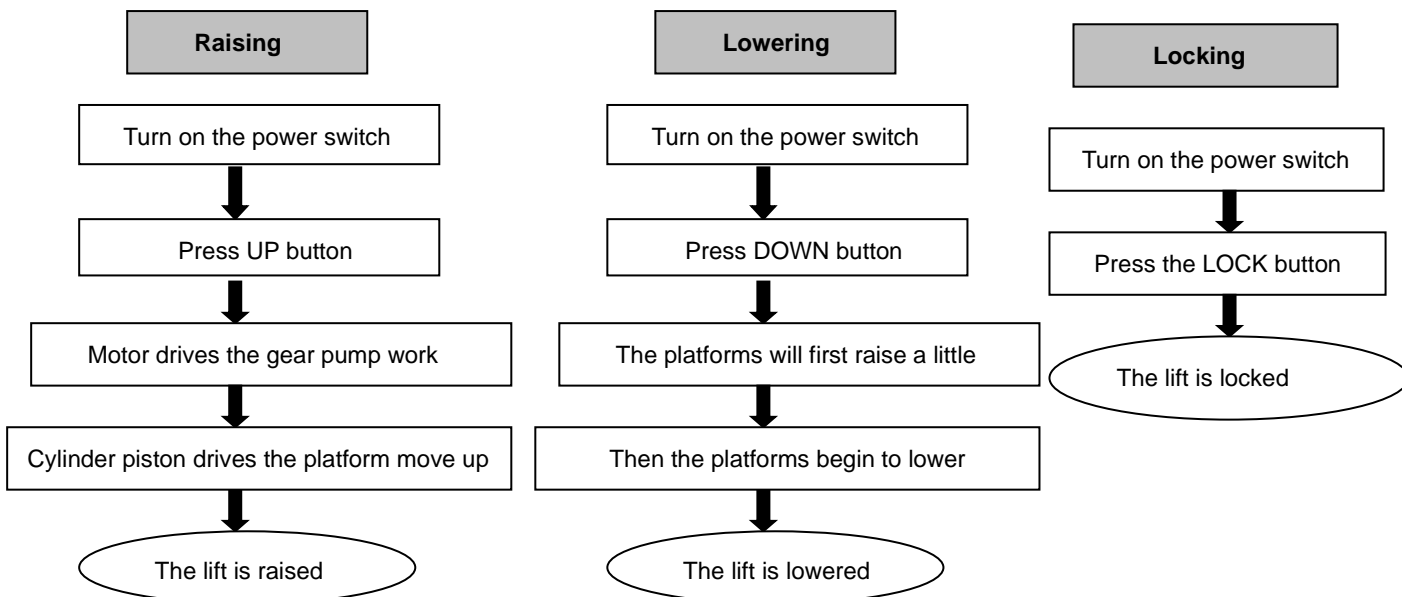 Raising
Turn on the power switch
Press UP button
Motor drives the gear pump work
Cylinder piston drives the platform move up
The lift is raised
Lowering
Turn on the power switch
Press DOWN button
The platforms will first raise a little
Then the platforms begin to lower
The lift is lowered
Locking
Turn on the power switch
Press the LOCK button
The lift is locked